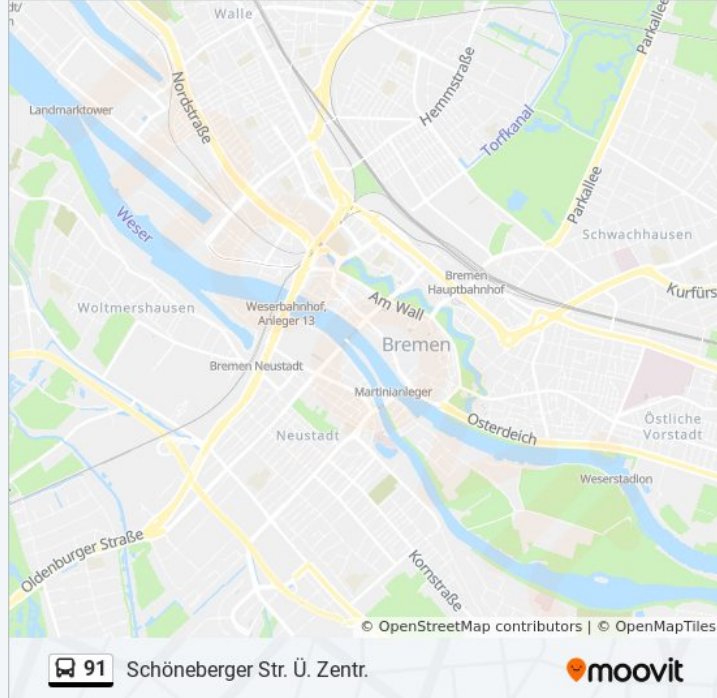 Walle
Parkallee
Hemmstraße
Nordstraße
Landmarktower
Torfkanal
Parkallee
Weser
Schwachhausen
Bremen
Hauptbahnhof
Kurfürs
Woltmershausen
Weserbahnhof,
Anleger 13
Am Wall
Bremen
Bremen Neustadt
Martinianleger
Osterdeich
Östliche
Vorstadt
Neustadt
Weserstadion
Oldenburger Straße
Kornstraße
© OpenStreetMap contributors | © OpenMapTiles
91 Schöneberger Str. Ü. Zentr.
moovit